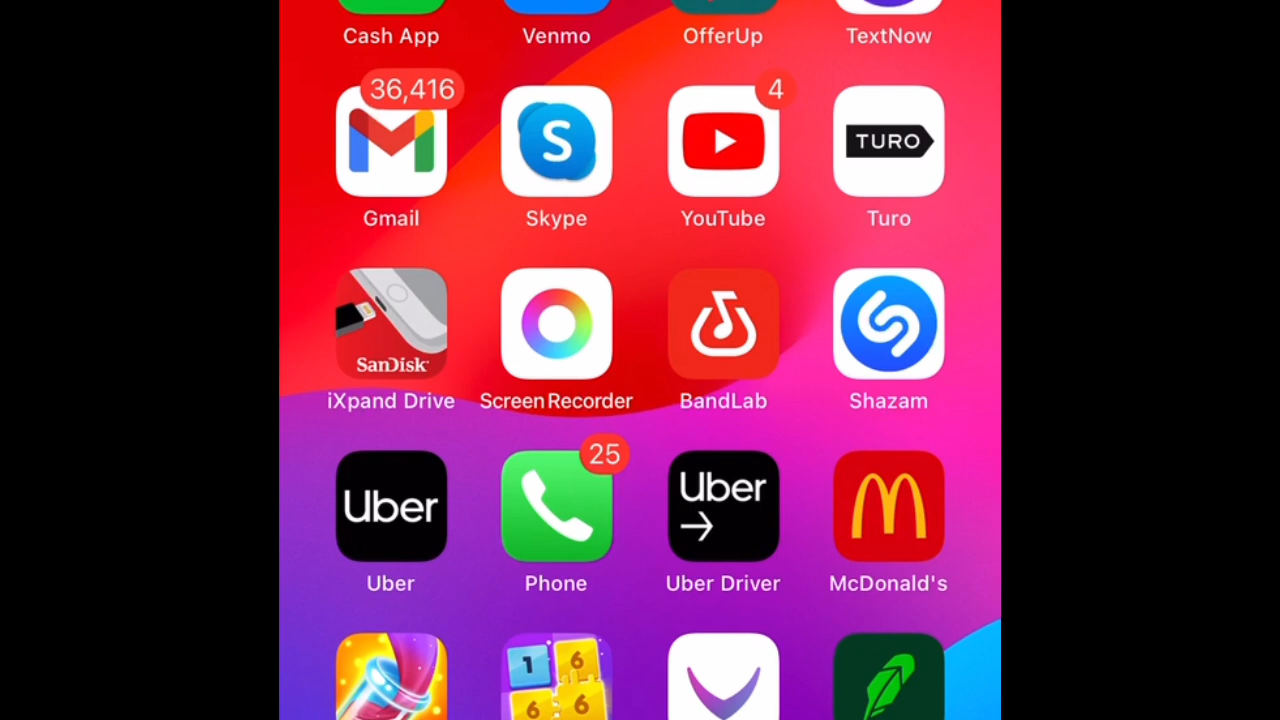 Cash App Venmo OfferUp TextNow
36,416 4
S TURO
Gmail Skype YouTube Turo
SanDisk
iXpand Drive Screen Recorder BandLab Shazam
25
Uber Uber
Uber Phone Uber Driver McDonald's
1 6
6 6